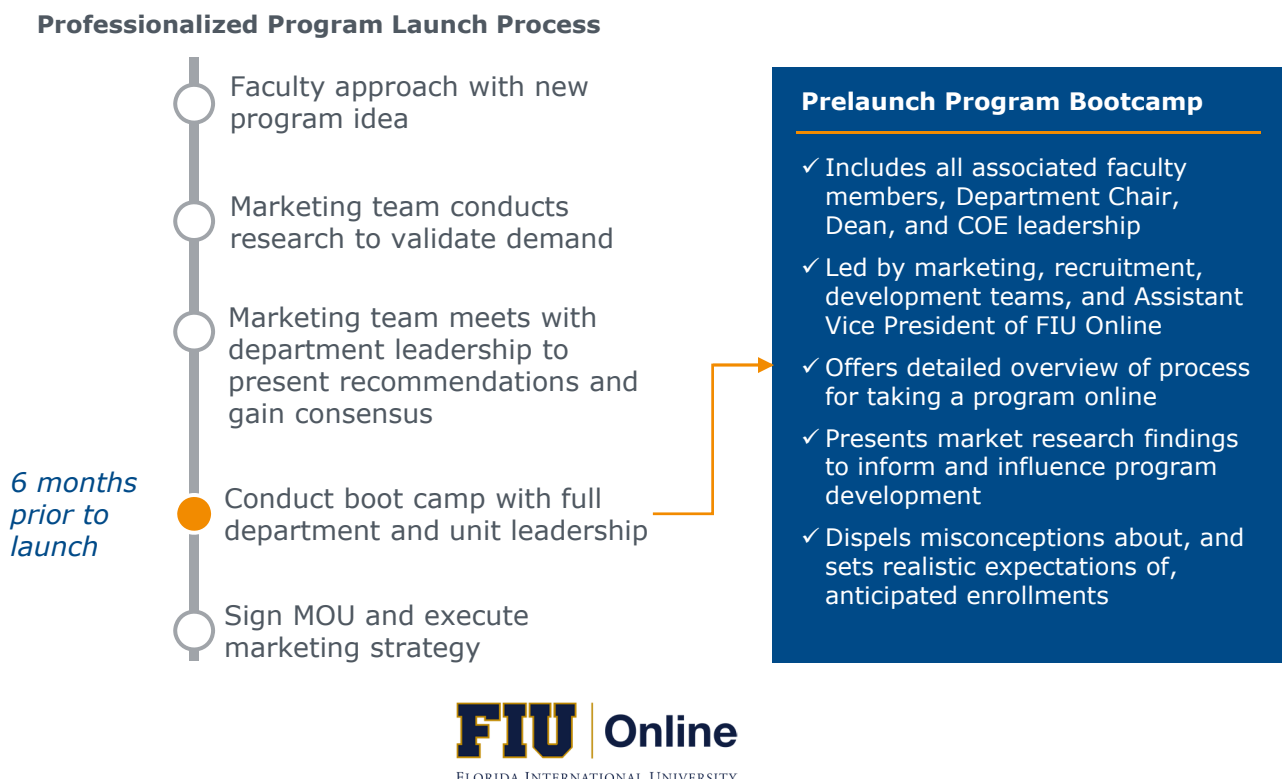 Professionalized Program Launch Process
Faculty approach with new
program idea
Marketing team conducts
research to validate demand
Marketing team meets with
department leadership to
present recommendations and
gain consensus
6 months
prior to
launch
Conduct boot camp with full
department and unit leadership
Sign MOU and execute
marketing strategy
Prelaunch Program Bootcamp
✓ Includes all associated faculty
members, Department Chair,
Dean, and COE leadership
✓ Led by marketing, recruitment,
development teams, and Assistant
Vice President of FIU Online
✓ Offers detailed overview of process
for taking a program online
✓ Presents market research findings
to inform and influence program
development
✓ Dispels misconceptions about, and
sets realistic expectations of,
anticipated enrollments
FIU Online
FLORIDA INTERNATIONAL UNIVERSITY